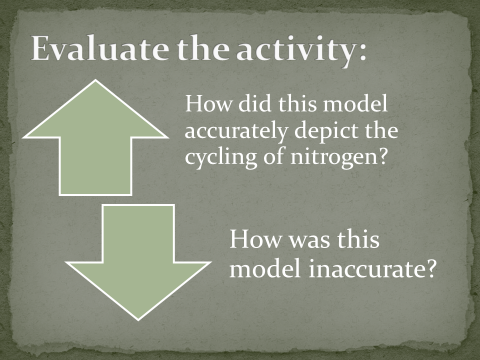 Evaluate the activity:
How did this model
accurately depict the
cycling of nitrogen?
How was this
model inaccurate?